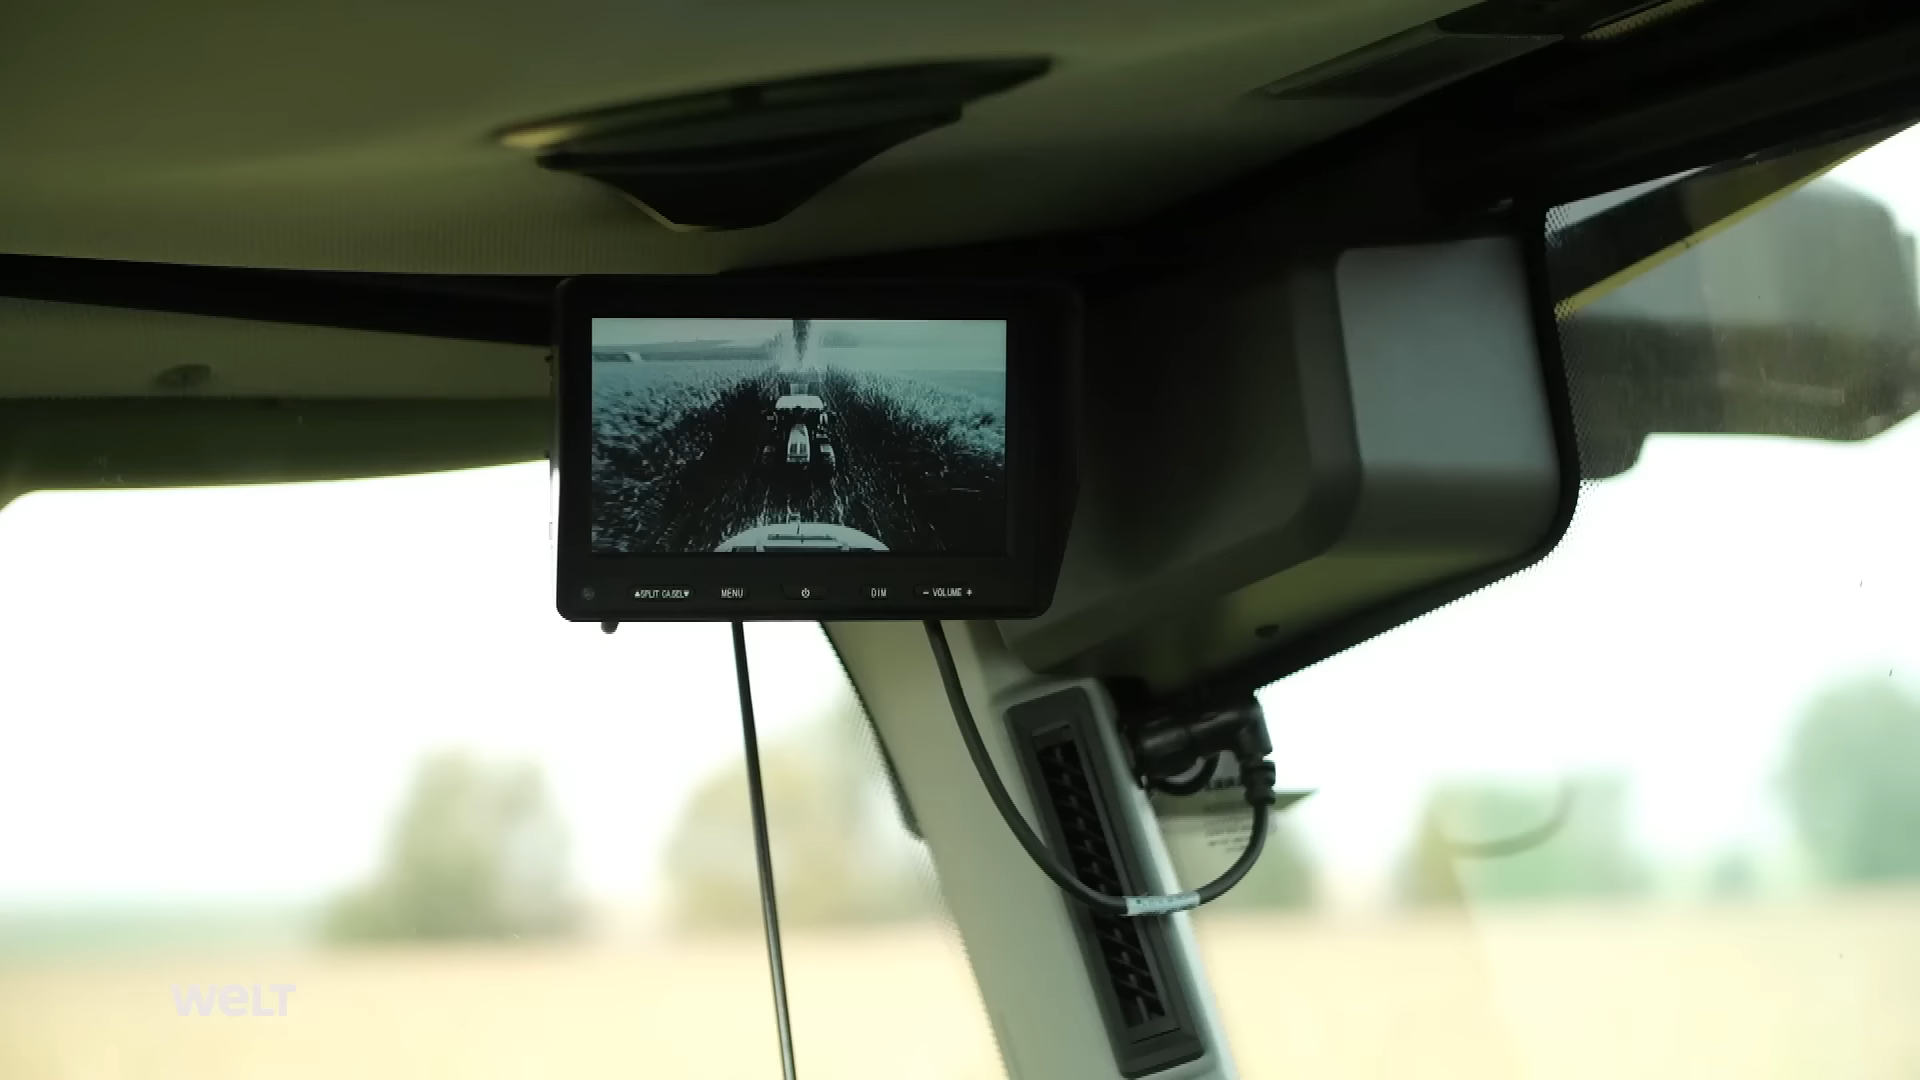 ▲SPLIT CA.SEL▼ MENU ⏻ DIM − VOLUME +
WELT